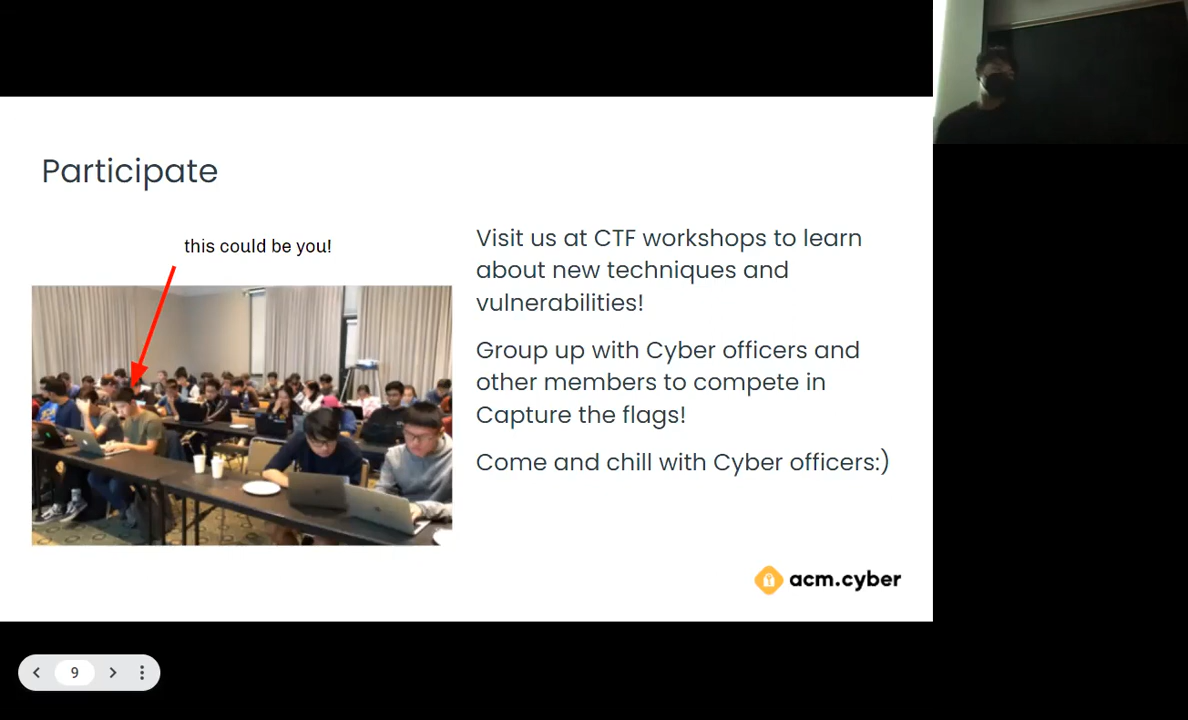 Participate
this could be you!
Visit us at CTF workshops to learn
about new techniques and
vulnerabilities!
Group up with Cyber officers and
other members to compete in
Capture the flags!
Come and chill with Cyber officers:)
acm.cyber
9